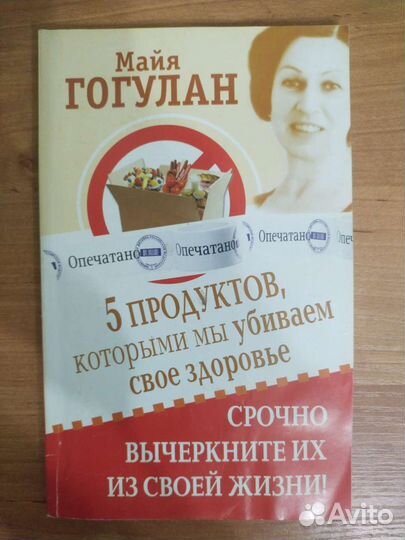 Майя
ГОГУЛАН
Опечатано
Опечатано
Опечатано
5 ПРОДУКТОВ,
которыми мы убиваем
свое здоровье
СРОЧНО
ВЫЧЕРКНИТЕ ИХ
ИЗ СВОЕЙ ЖИЗНИ!
Avito